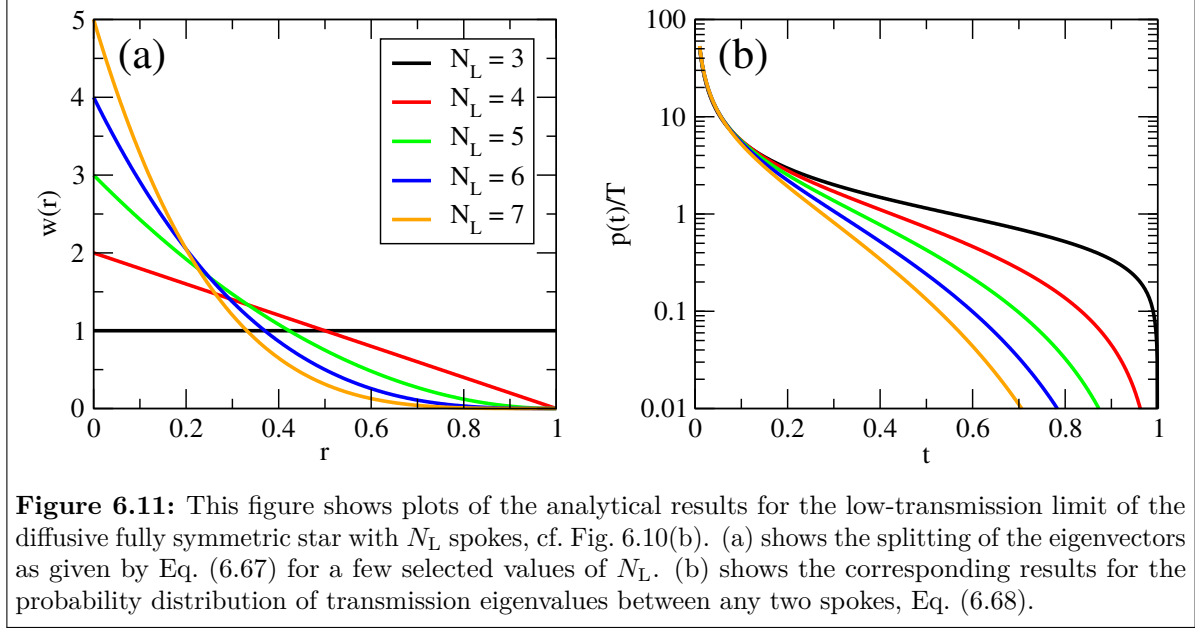 (a)
N_L = 3
N_L = 4
N_L = 5
N_L = 6
N_L = 7
5
4
3
2
1
0
w(r)
0 0.2 0.4 0.6 0.8 1
r
(b)
100
10
1
0.1
0.01
p(t)/T
0 0.2 0.4 0.6 0.8 1
t
Figure 6.11: This figure shows plots of the analytical results for the low-transmission limit of the
diffusive fully symmetric star with N_L spokes, cf. Fig. 6.10(b). (a) shows the splitting of the eigenvectors
as given by Eq. (6.67) for a few selected values of N_L. (b) shows the corresponding results for the
probability distribution of transmission eigenvalues between any two spokes, Eq. (6.68).